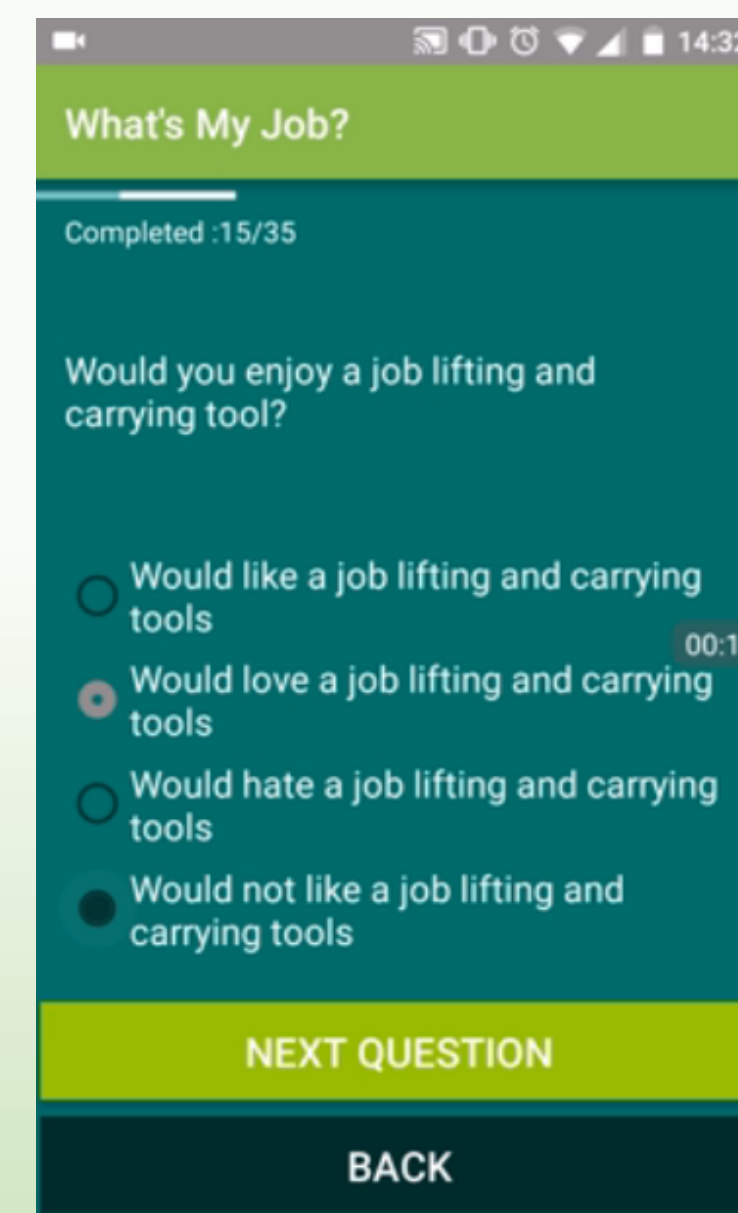 14:32
What's My Job?
Completed :15/35
Would you enjoy a job lifting and
carrying tool?
Would like a job lifting and carrying
tools
00:1
Would love a job lifting and carrying
tools
Would hate a job lifting and carrying
tools
Would not like a job lifting and
carrying tools
NEXT QUESTION
BACK